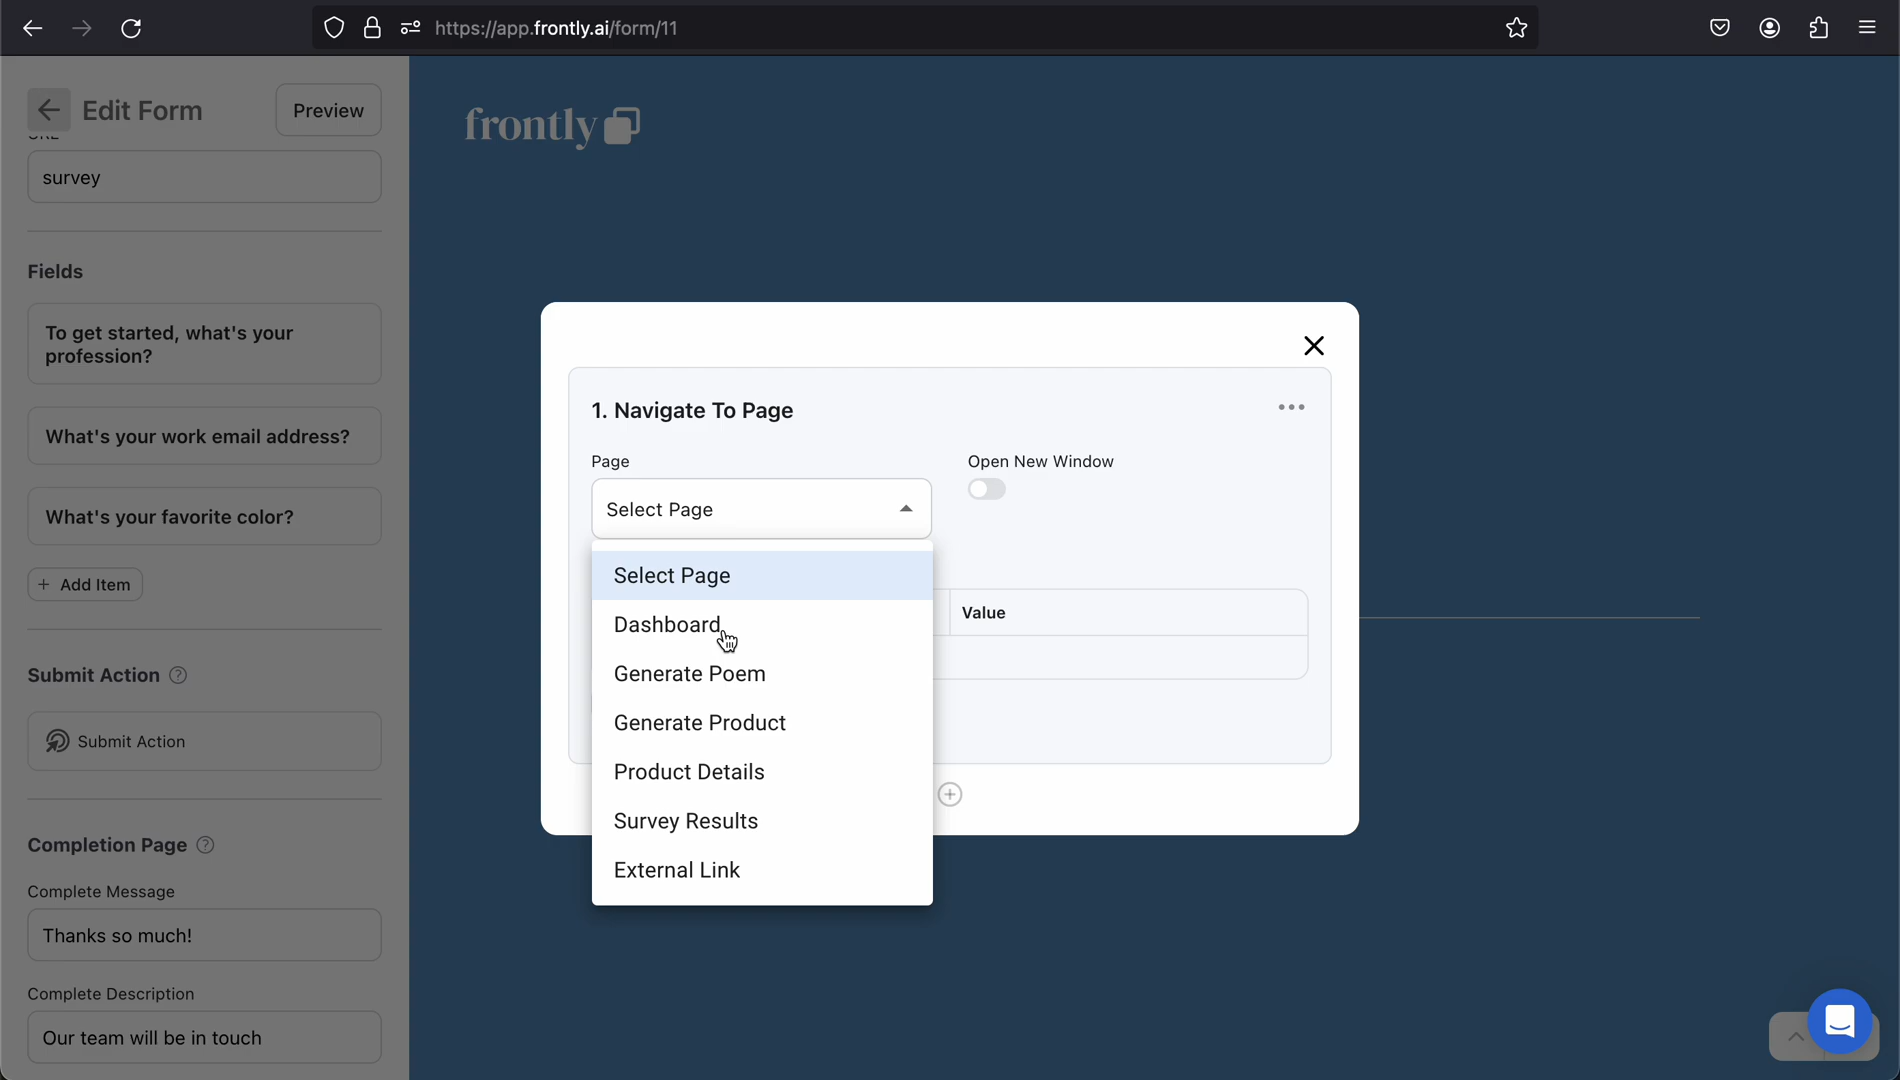 https://app.frontly.ai/form/11
Edit Form
Preview
survey
Fields
To get started, what's your
profession?
What's your work email address?
What's your favorite color?
+ Add Item
Submit Action ?
Submit Action
Completion Page ?
Complete Message
Thanks so much!
Complete Description
Our team will be in touch
frontly
1. Navigate To Page
Page
Open New Window
Select Page
Select Page
Dashboard
Generate Poem
Generate Product
Product Details
Survey Results
External Link
Value